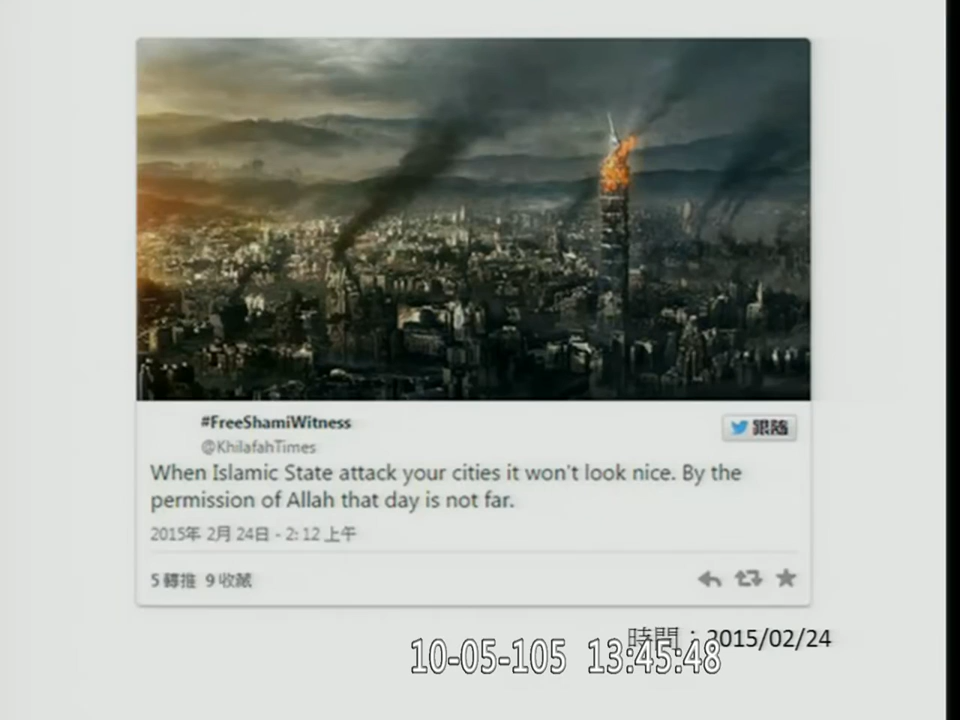 #FreeShamiWitness
@KhilafahTimes
跟隨
When Islamic State attack your cities it won't look nice. By the
permission of Allah that day is not far.
2015年 2月 24日 - 2: 12 上午
5 轉推 9 收藏
時間：2015/02/24
10-05-105 13:45:48